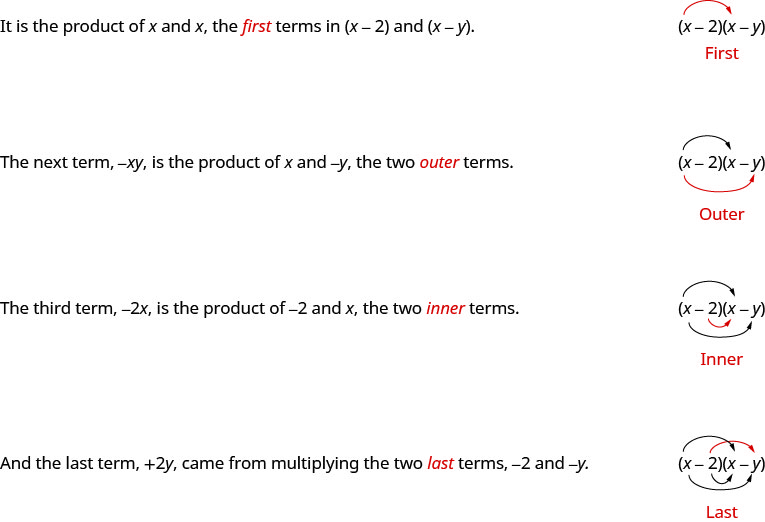 It is the product of x and x, the first terms in (x – 2) and (x – y). (x – 2)(x – y)
First
The next term, –xy, is the product of x and –y, the two outer terms. (x – 2)(x – y)
Outer
The third term, –2x, is the product of –2 and x, the two inner terms. (x – 2)(x – y)
Inner
And the last term, +2y, came from multiplying the two last terms, –2 and –y. (x – 2)(x – y)
Last